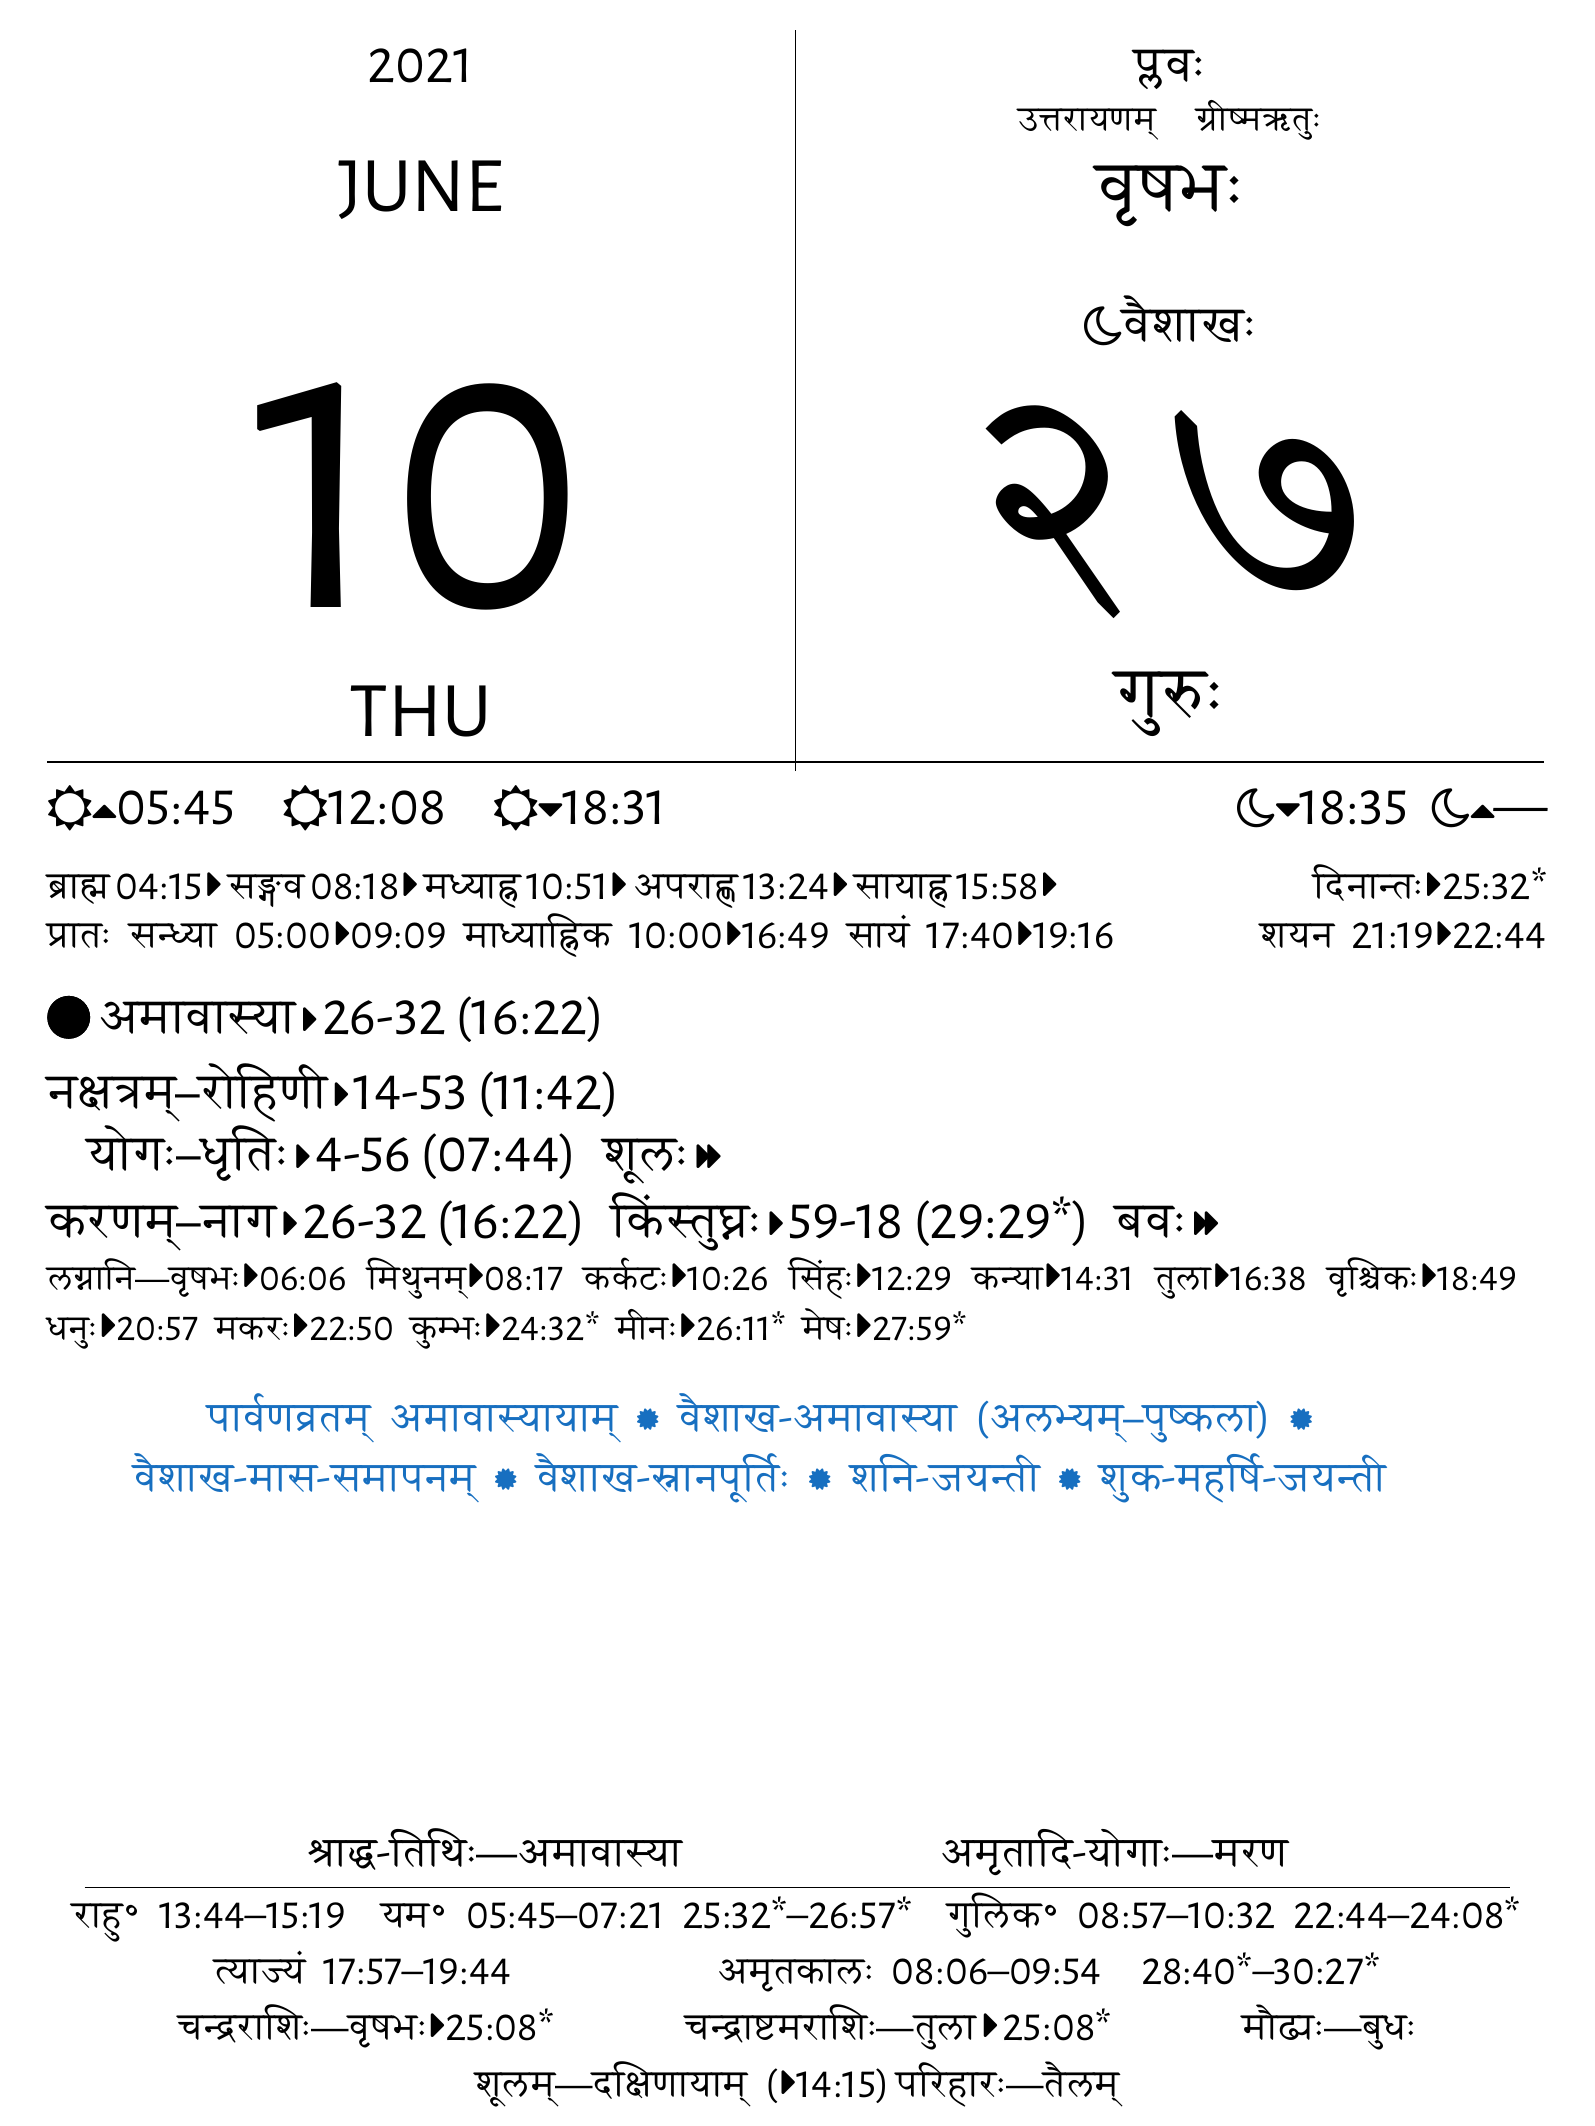 2021
JUNE
10
THU
प्लवः
उत्तरायणम् ग्रीष्मऋतुः
वृषभः
वैशाखः
२७
गुरुः
05:45 12:08 18:31 18:35 —
ब्राह्म 04:15 सङ्गव 08:18 मध्याह्न 10:51 अपराह्ण 13:24 सायाह्न 15:58 दिनान्तः 25:32*
प्रातः सन्ध्या 05:00 09:09 माध्याह्निक 10:00 16:49 सायं 17:40 19:16 शयन 21:19 22:44
अमावास्या 26-32 (16:22)
नक्षत्रम्–रोहिणी 14-53 (11:42)
योगः–धृतिः 4-56 (07:44) शूलः
करणम्–नाग 26-32 (16:22) किंस्तुघ्नः 59-18 (29:29*) बवः
लग्नानि—वृषभः 06:06 मिथुनम् 08:17 कर्कटः 10:26 सिंहः 12:29 कन्या 14:31 तुला 16:38 वृश्चिकः 18:49
धनुः 20:57 मकरः 22:50 कुम्भः 24:32* मीनः 26:11* मेषः 27:59*
पार्वणव्रतम् अमावास्यायाम् ✹ वैशाख-अमावास्या (अलभ्यम्–पुष्कला) ✹
वैशाख-मास-समापनम् ✹ वैशाख-स्नानपूर्तिः ✹ शनि-जयन्ती ✹ शुक-महर्षि-जयन्ती
श्राद्ध-तिथिः—अमावास्या अमृतादि-योगाः—मरण
राहु॰ 13:44–15:19 यम॰ 05:45–07:21 25:32*–26:57* गुलिक॰ 08:57–10:32 22:44–24:08*
त्याज्यं 17:57–19:44 अमृतकालः 08:06–09:54 28:40*–30:27*
चन्द्रराशिः—वृषभः 25:08* चन्द्राष्टमराशिः—तुला 25:08* मौढ्यः—बुधः
शूलम्—दक्षिणायाम् (14:15) परिहारः—तैलम्